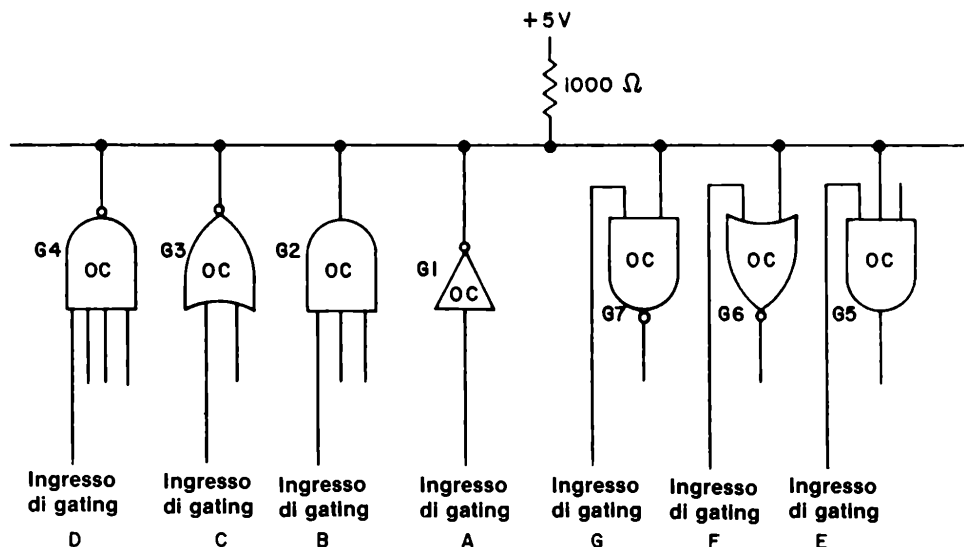 +5V
1000 Ω
G4
OC
G3
OC
G2
OC
G1
OC
OC
G7
OC
G6
OC
G5
Ingresso
di gating
D
Ingresso
di gating
C
Ingresso
di gating
B
Ingresso
di gating
A
Ingresso
di gating
G
Ingresso
di gating
F
Ingresso
di gating
E